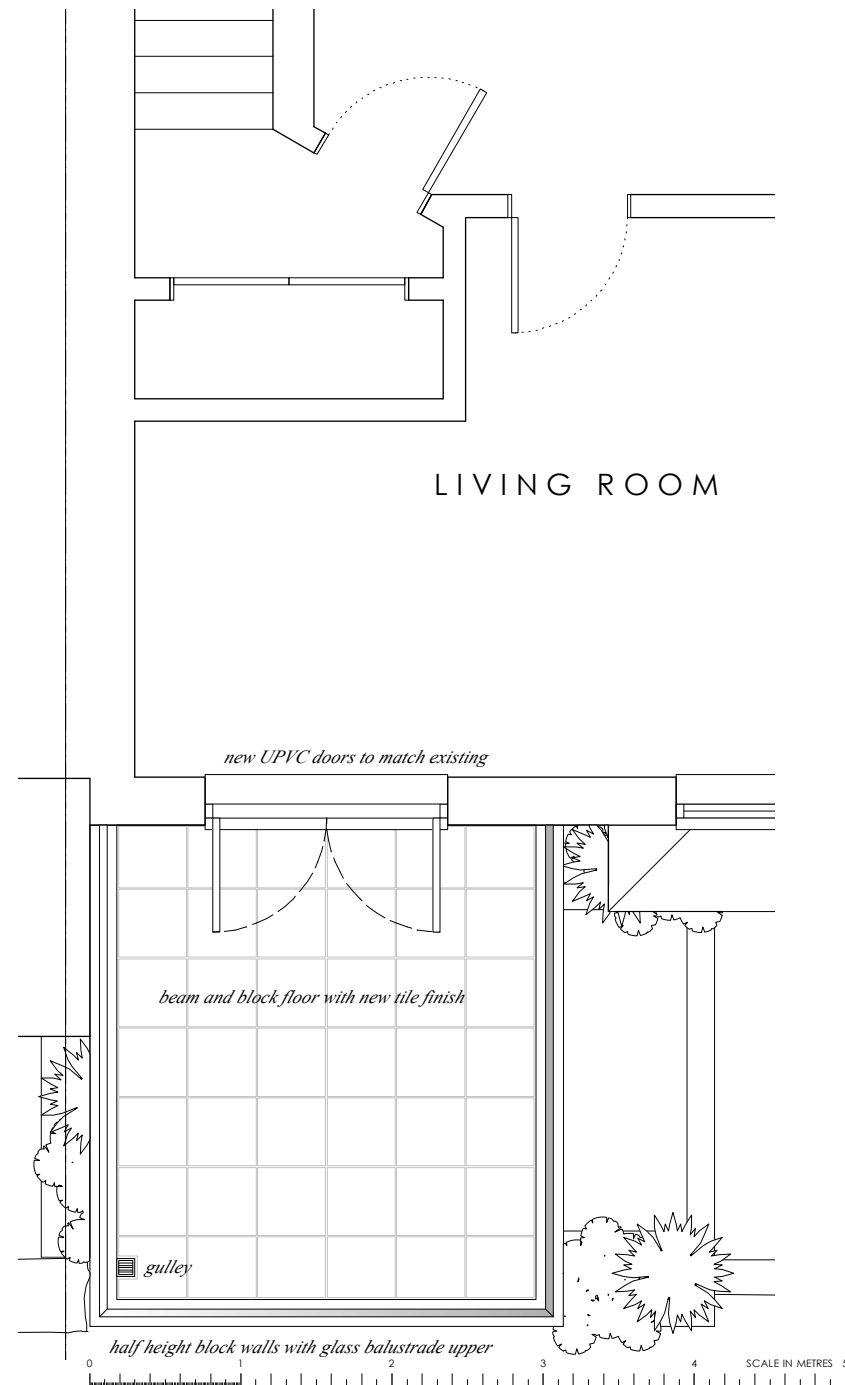 LIVING ROOM
new UPVC doors to match existing
beam and block floor with new tile finish
gulley
half height block walls with glass balustrade upper
0 1 2 3 4 SCALE IN METRES 5